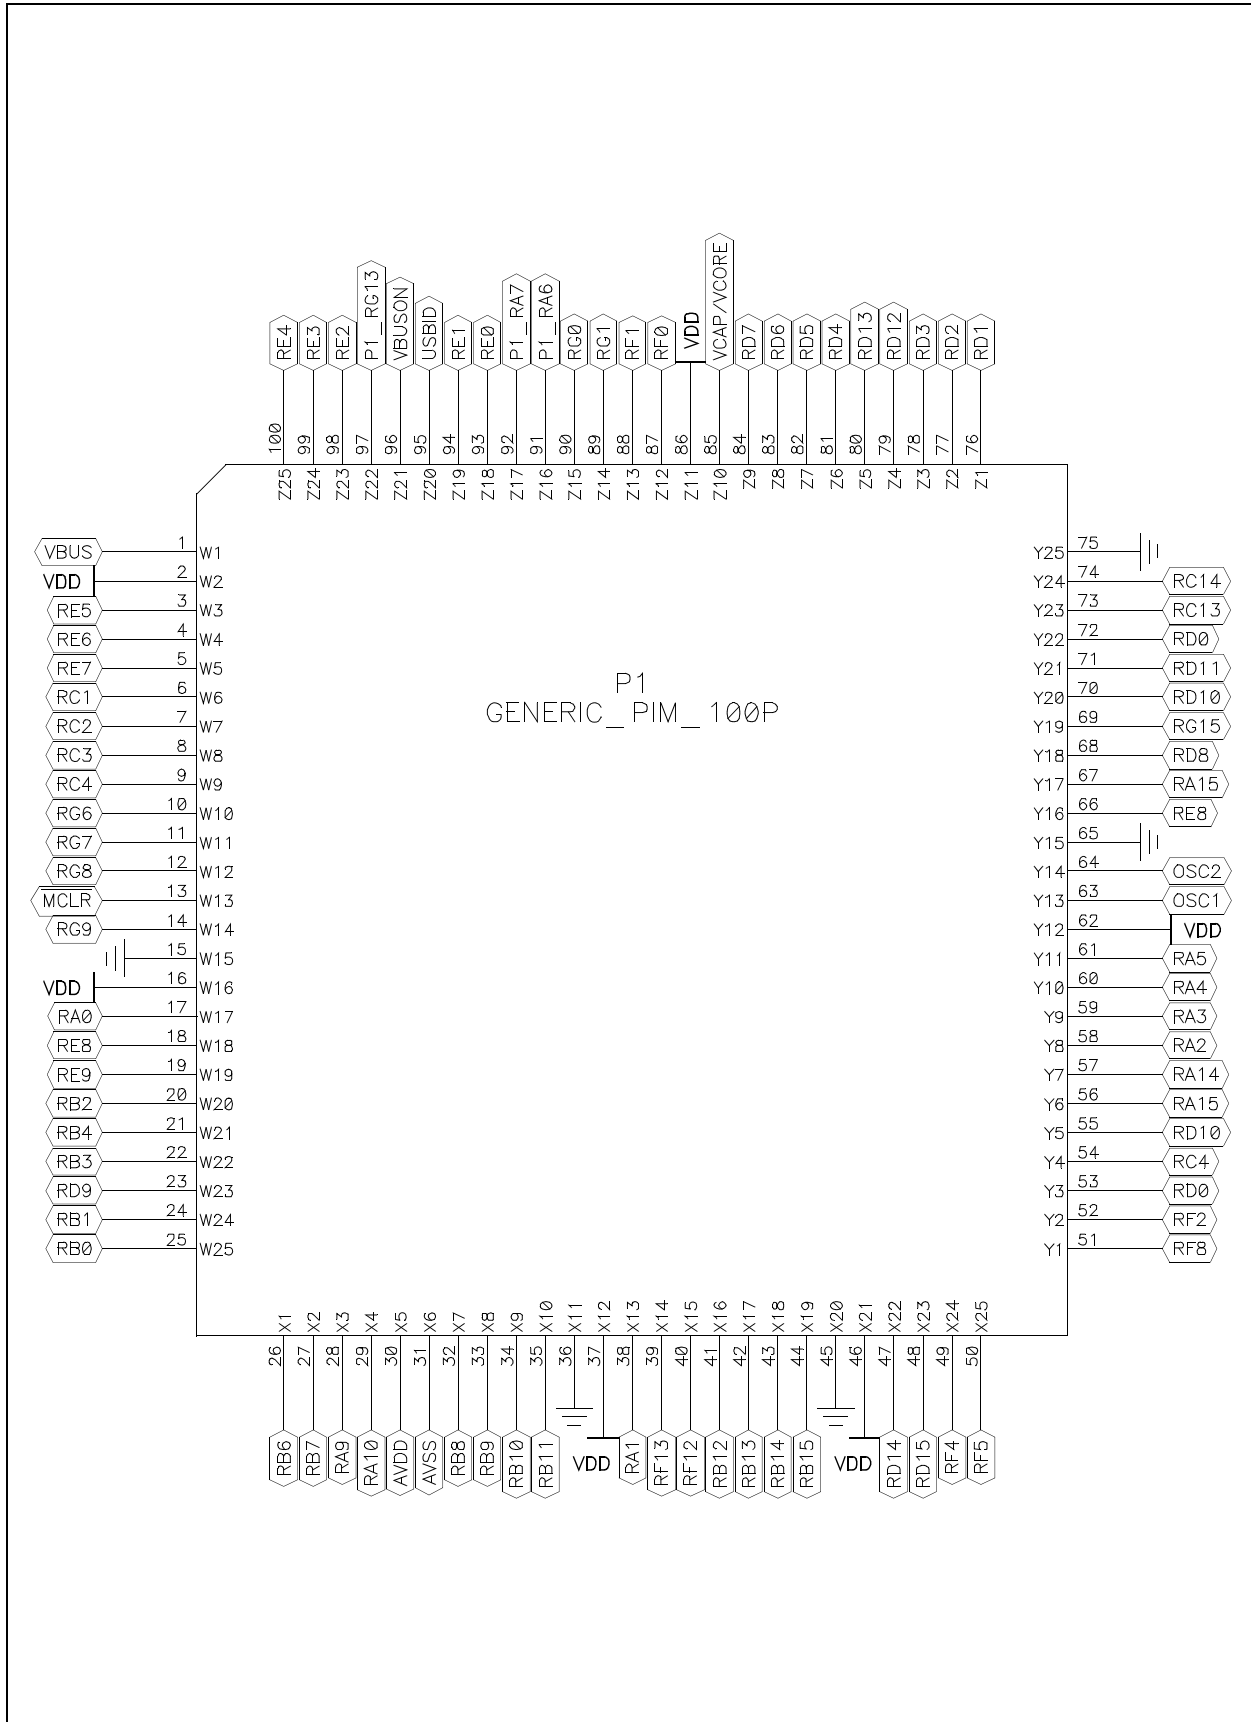 RE4 RE3 RE2 P1_RG13 VBUSON USBID RE1 RE0 P1_RA7 P1_RA6 RG0 RG1 RF1 RF0 VDD VCAP/VCORE RD7 RD6 RD5 RD4 RD13 RD12 RD3 RD2 RD1
100 99 98 97 96 95 94 93 92 91 90 89 88 87 86 85 84 83 82 81 80 79 78 77 76
Z25 Z24 Z23 Z22 Z21 Z20 Z19 Z18 Z17 Z16 Z15 Z14 Z13 Z12 Z11 Z10 Z9 Z8 Z7 Z6 Z5 Z4 Z3 Z2 Z1
VBUS 1 W1 Y25 75
VDD 2 W2 Y24 74 RC14
RE5 3 W3 Y23 73 RC13
RE6 4 W4 Y22 72 RD0
RE7 5 W5 Y21 71 RD11
P1
RC1 6 W6 Y20 70 RD10
GENERIC_PIM_100P
RC2 7 W7 Y19 69 RG15
RC3 8 W8 Y18 68 RD8
RC4 9 W9 Y17 67 RA15
RG6 10 W10 Y16 66 RE8
RG7 11 W11 Y15 65
RG8 12 W12 Y14 64 OSC2
MCLR 13 W13 Y13 63 OSC1
RG9 14 W14 Y12 62 VDD
15 W15 Y11 61 RA5
VDD 16 W16 Y10 60 RA4
RA0 17 W17 Y9 59 RA3
RE8 18 W18 Y8 58 RA2
RE9 19 W19 Y7 57 RA14
RB2 20 W20 Y6 56 RA15
RB4 21 W21 Y5 55 RD10
RB3 22 W22 Y4 54 RC4
RD9 23 W23 Y3 53 RD0
RB1 24 W24 Y2 52 RF2
RB0 25 W25 Y1 51 RF8
X1 X2 X3 X4 X5 X6 X7 X8 X9 X10 X11 X12 X13 X14 X15 X16 X17 X18 X19 X20 X21 X22 X23 X24 X25
26 27 28 29 30 31 32 33 34 35 36 37 38 39 40 41 42 43 44 45 46 47 48 49 50
RB6 RB7 RA9 RA10 AVDD AVSS RB8 RB9 RB10 RB11 VDD RA1 RF13 RF12 RB12 RB13 RB14 RB15 VDD RD14 RD15 RF4 RF5